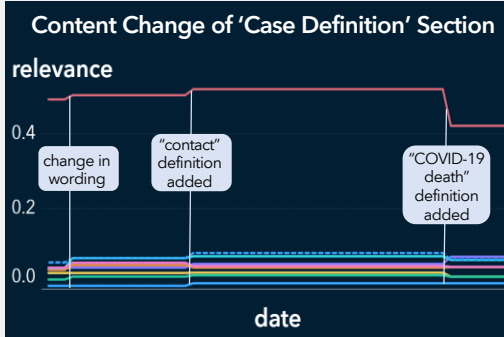 Content Change of ‘Case Definition’ Section
relevance
0.4
change in
wording
“contact”
definition
added
“COVID-19
death”
definition
added
0.2
0.0
date